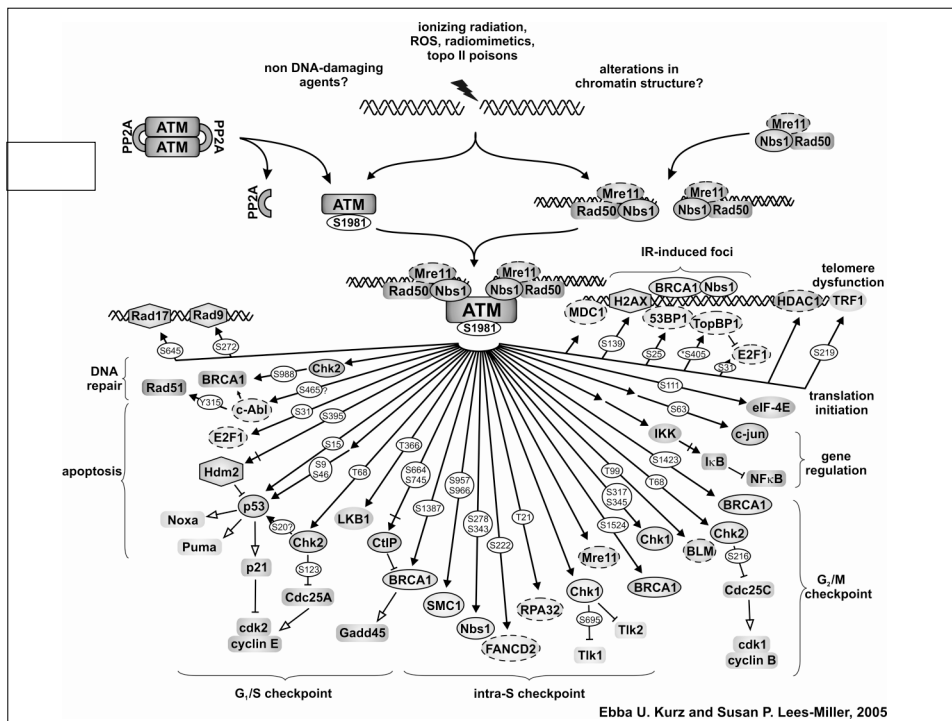 ionizing radiation,
ROS, radiomimetics,
topo II poisons
non DNA-damaging
agents?
alterations in
chromatin structure?
PP2A
ATM
ATM
PP2A
Mre11
Nbs1 Rad50
PP2A
ATM
S1981
Mre11
Rad50 Nbs1
Mre11
Nbs1 Rad50
IR-induced foci
telomere
dysfunction
Mre11
Rad50 Nbs1
Mre11
Nbs1 Rad50
ATM
S1981
MDC1
H2AX
BRCA1 Nbs1
53BP1
TopBP1
E2F1
HDAC1
TRF1
S139
S25
S405
S31
S219
Rad17
Rad9
S645
S272
DNA
repair
Rad51
BRCA1
S988
Chk2
S465?
Y315
c-Abl
S111
eIF-4E
translation
initiation
S63
c-jun
IKK
IκB
NFκB
gene
regulation
apoptosis
E2F1
S31
S395
Hdm2
S15
S9
S46
p53
Noxa
Puma
S20?
T68
Chk2
S123
Cdc25A
p21
cdk2
cyclin E
T366
LKB1
S664
S745
CtIP
S1387
BRCA1
Gadd45
S957
S966
SMC1
S278
S343
Nbs1
S222
FANCD2
T21
RPA32
Mre11
Chk1
S695
Tlk1
Tlk2
S1524
BRCA1
S317
S345
Chk1
T99
BLM
T68
Chk2
S1423
BRCA1
S216
Cdc25C
cdk1
cyclin B
G2/M
checkpoint
G1/S checkpoint
intra-S checkpoint
Ebba U. Kurz and Susan P. Lees-Miller, 2005